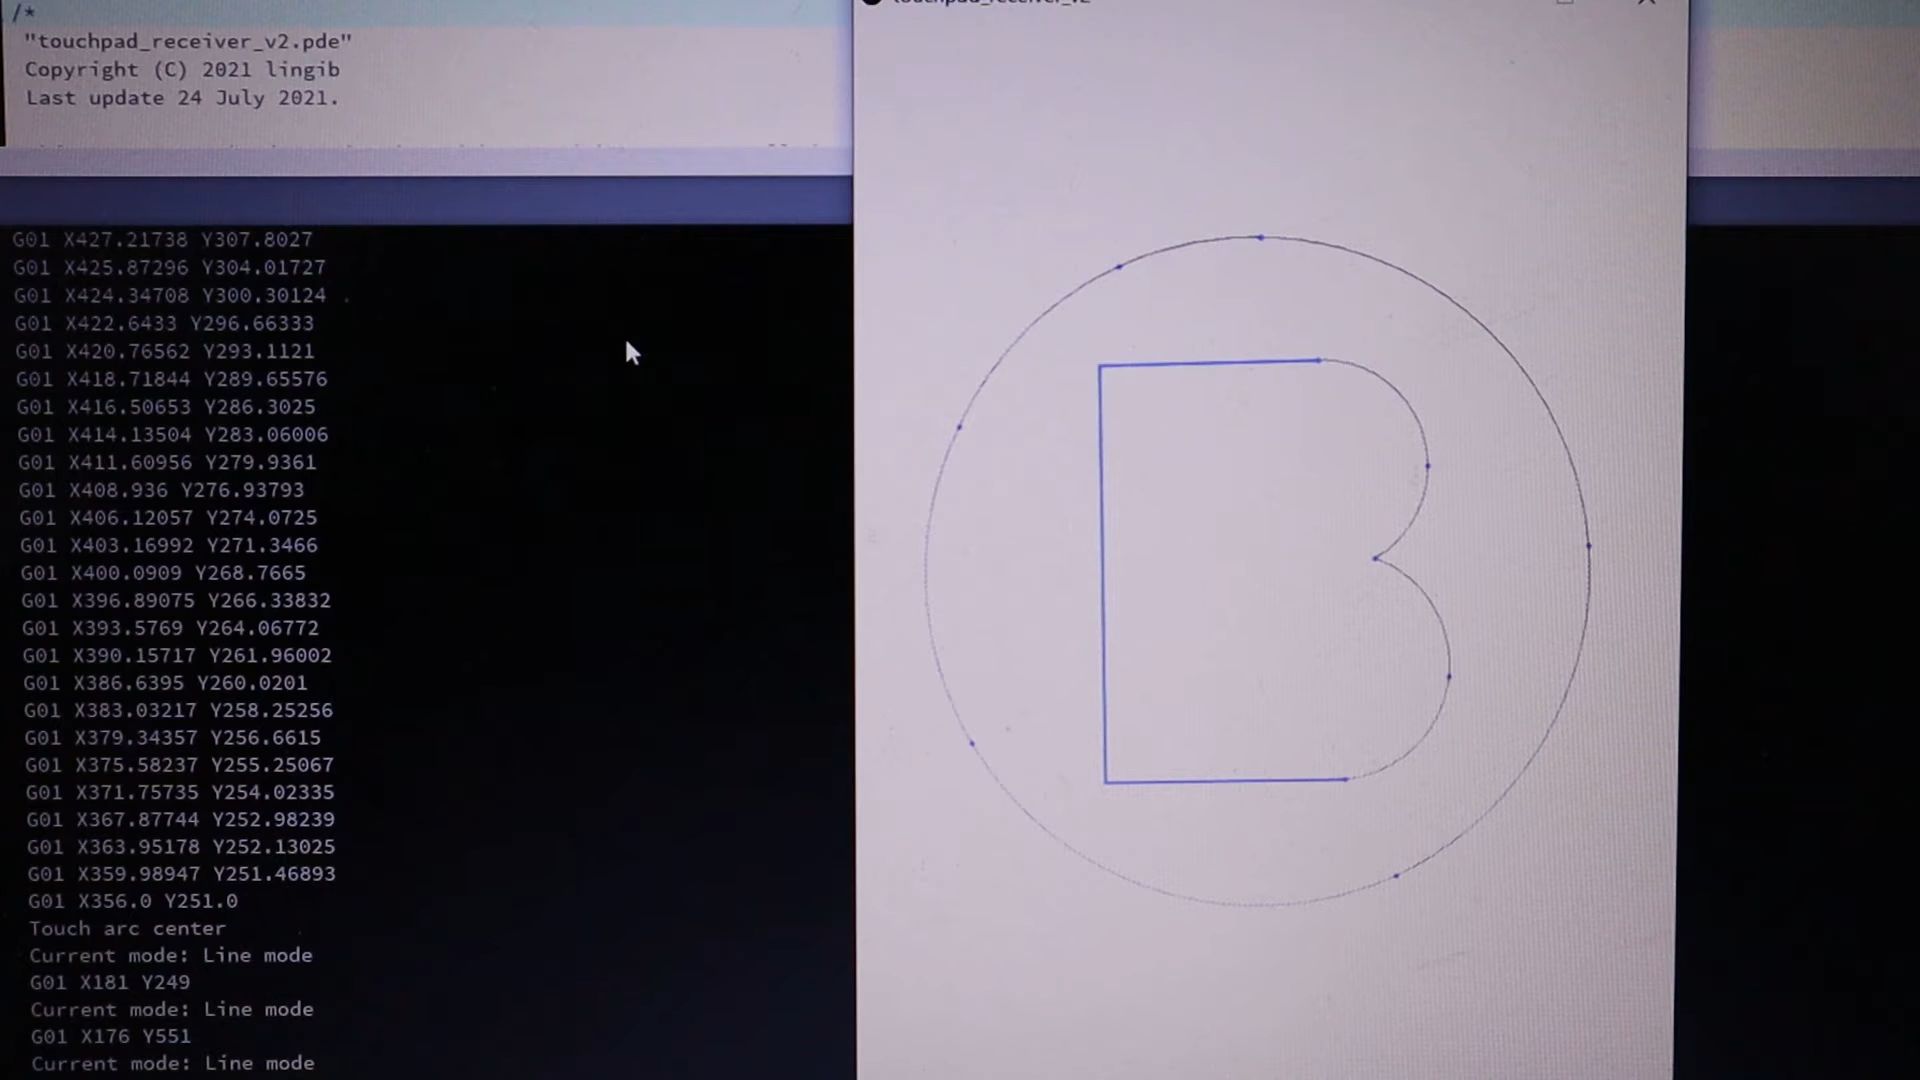 /*
"touchpad_receiver_v2.pde"
Copyright (C) 2021 lingib
Last update 24 July 2021.
touchpad_receiver_v2
G01 X427.21738 Y307.8027
G01 X425.87296 Y304.01727
G01 X424.34708 Y300.30124
G01 X422.6433 Y296.66333
G01 X420.76562 Y293.1121
G01 X418.71844 Y289.65576
G01 X416.50653 Y286.3025
G01 X414.13504 Y283.06006
G01 X411.60956 Y279.9361
G01 X408.936 Y276.93793
G01 X406.12057 Y274.0725
G01 X403.16992 Y271.3466
G01 X400.0909 Y268.7665
G01 X396.89075 Y266.33832
G01 X393.5769 Y264.06772
G01 X390.15717 Y261.96002
G01 X386.6395 Y260.0201
G01 X383.03217 Y258.25256
G01 X379.34357 Y256.6615
G01 X375.58237 Y255.25067
G01 X371.75735 Y254.02335
G01 X367.87744 Y252.98239
G01 X363.95178 Y252.13025
G01 X359.98947 Y251.46893
G01 X356.0 Y251.0
Touch arc center
Current mode: Line mode
G01 X181 Y249
Current mode: Line mode
G01 X176 Y551
Current mode: Line mode